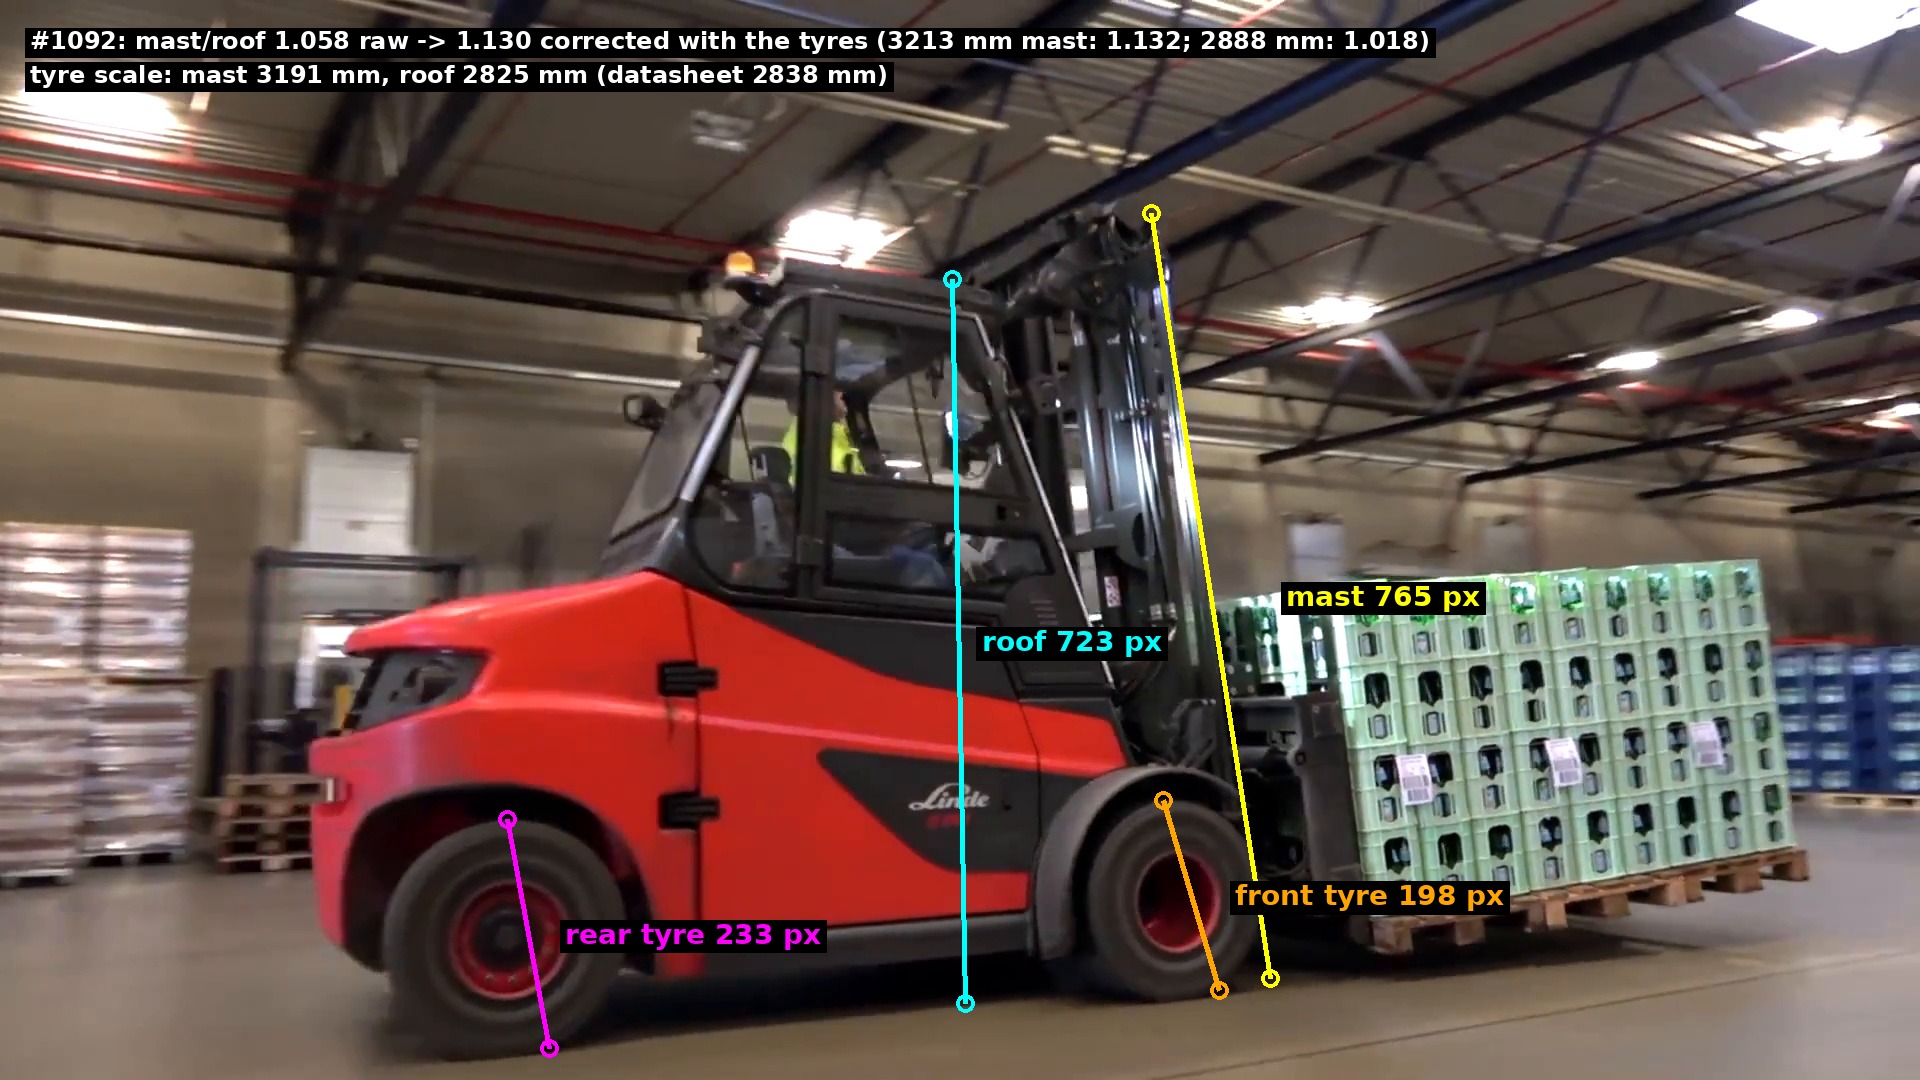 #1092: mast/roof 1.058 raw -> 1.130 corrected with the tyres (3213 mm mast: 1.132; 2888 mm: 1.018)
tyre scale: mast 3191 mm, roof 2825 mm (datasheet 2838 mm)
mast 765 px
roof 723 px
Linde
front tyre 198 px
rear tyre 233 px